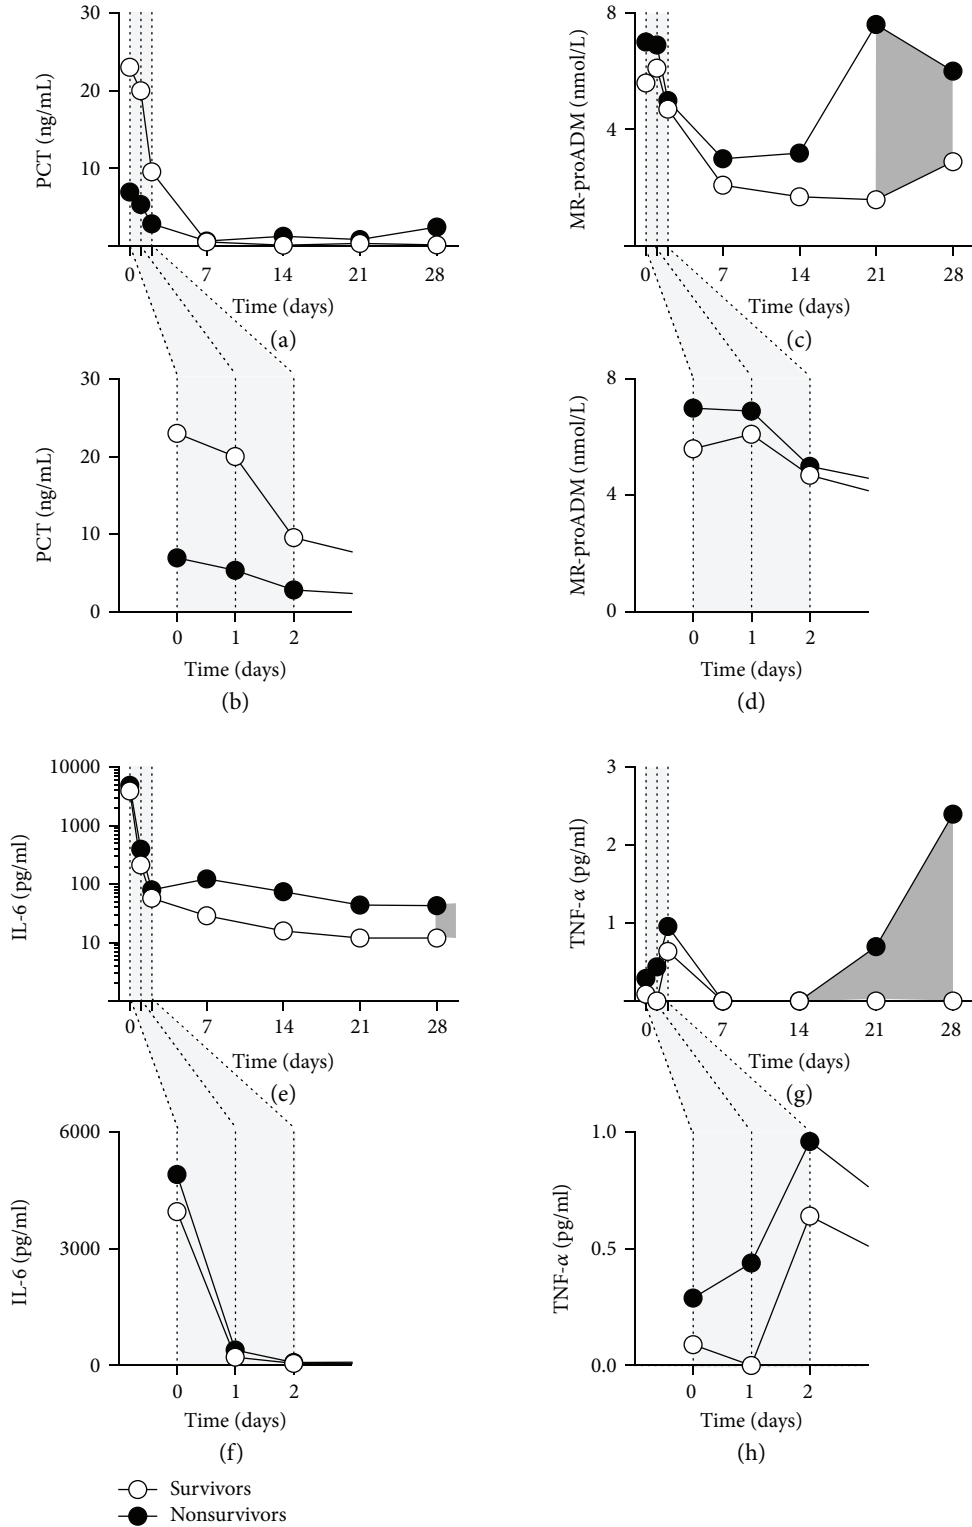 30
20
10
PCT (ng/mL)
0 7 14 21 28
Time (days)
(a)
8
4
MR-proADM (nmol/L)
0 7 14 21 28
Time (days)
(c)
30
20
10
0
PCT (ng/mL)
0 1 2
Time (days)
(b)
8
4
0
MR-proADM (nmol/L)
0 1 2
Time (days)
(d)
10000
1000
100
10
IL-6 (pg/ml)
0 7 14 21 28
Time (days)
(e)
3
2
1
TNF-α (pg/ml)
0 7 14 21 28
Time (days)
(g)
6000
3000
0
IL-6 (pg/ml)
0 1 2
Time (days)
(f)
1.0
0.5
0.0
TNF-α (pg/ml)
0 1 2
Time (days)
(h)
Survivors
Nonsurvivors